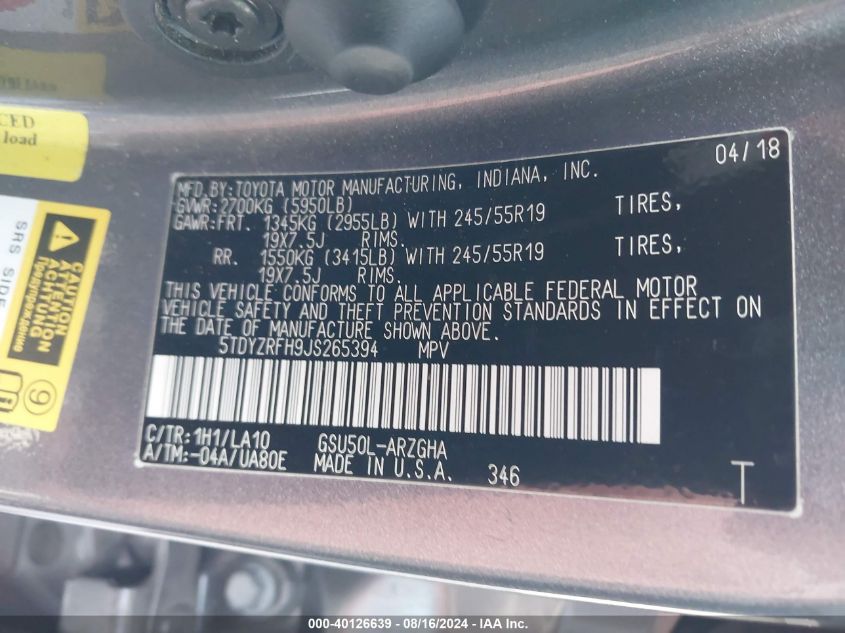 CED
load
SRS SIDE
CAUTION
ATTENTION
ACHTUNG
Предупреждение
9
04/18
MFD. BY: TOYOTA MOTOR MANUFACTURING, INDIANA, INC.
GVWR: 2700KG (5950LB)
GAWR: FRT. 1345KG (2955LB) WITH 245/55R19 TIRES,
19X7.5J RIMS.
RR. 1550KG (3415LB) WITH 245/55R19 TIRES,
19X7.5J RIMS.
THIS VEHICLE CONFORMS TO ALL APPLICABLE FEDERAL MOTOR
VEHICLE SAFETY AND THEFT PREVENTION STANDARDS IN EFFECT ON
THE DATE OF MANUFACTURE SHOWN ABOVE.
5TDYZRFH9JS265394 MPV
C/TR: 1H1/LA10 GSU50L-ARZGHA
A/TM: -04A/UA80E MADE IN U.S.A. 346
T
000-40126639 - 08/16/2024 - IAA Inc.